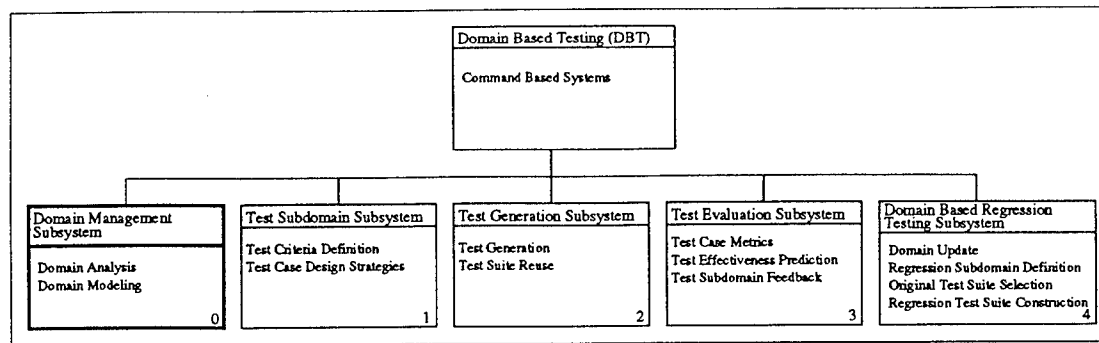 Domain Based Testing (DBT)
Command Based Systems
Domain Management
Subsystem
Domain Analysis
Domain Modeling
0
Test Subdomain Subsystem
Test Criteria Definition
Test Case Design Strategies
1
Test Generation Subsystem
Test Generation
Test Suite Reuse
2
Test Evaluation Subsystem
Test Case Metrics
Test Effectiveness Prediction
Test Subdomain Feedback
3
Domain Based Regression
Testing Subsystem
Domain Update
Regression Subdomain Definition
Original Test Suite Selection
Regression Test Suite Construction
4